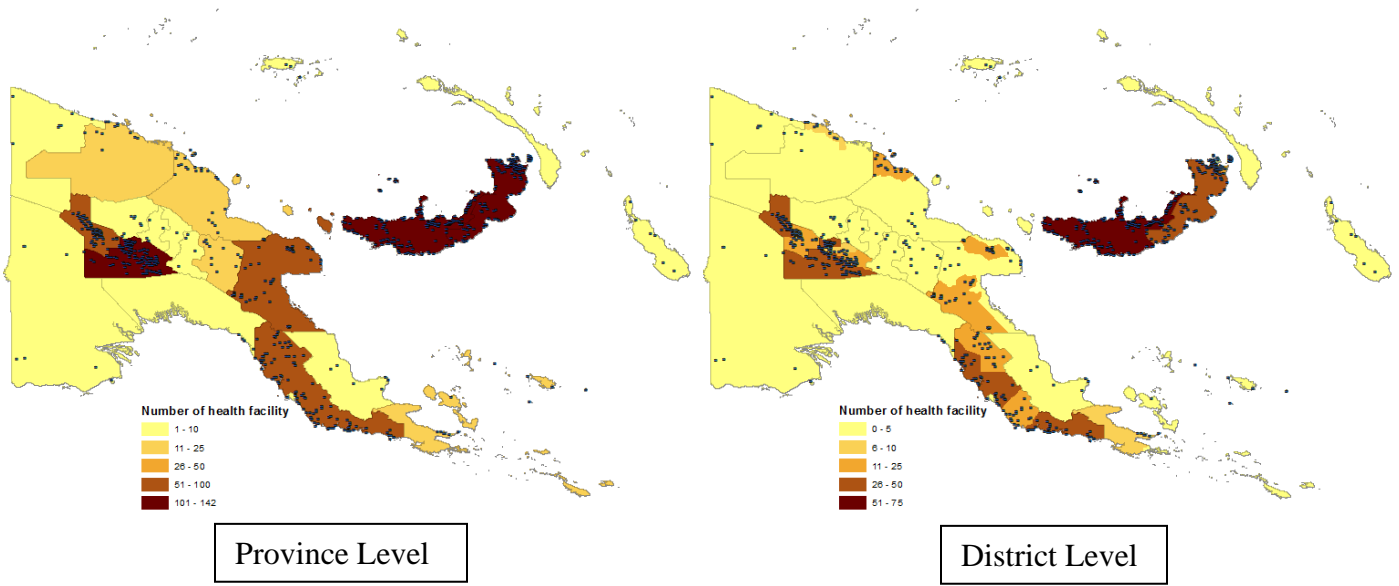 Number of health facility
1 - 10
11 - 25
26 - 50
51 - 100
101 - 142
Province Level
Number of health facility
0 - 5
6 - 10
11 - 25
26 - 50
51 - 75
District Level